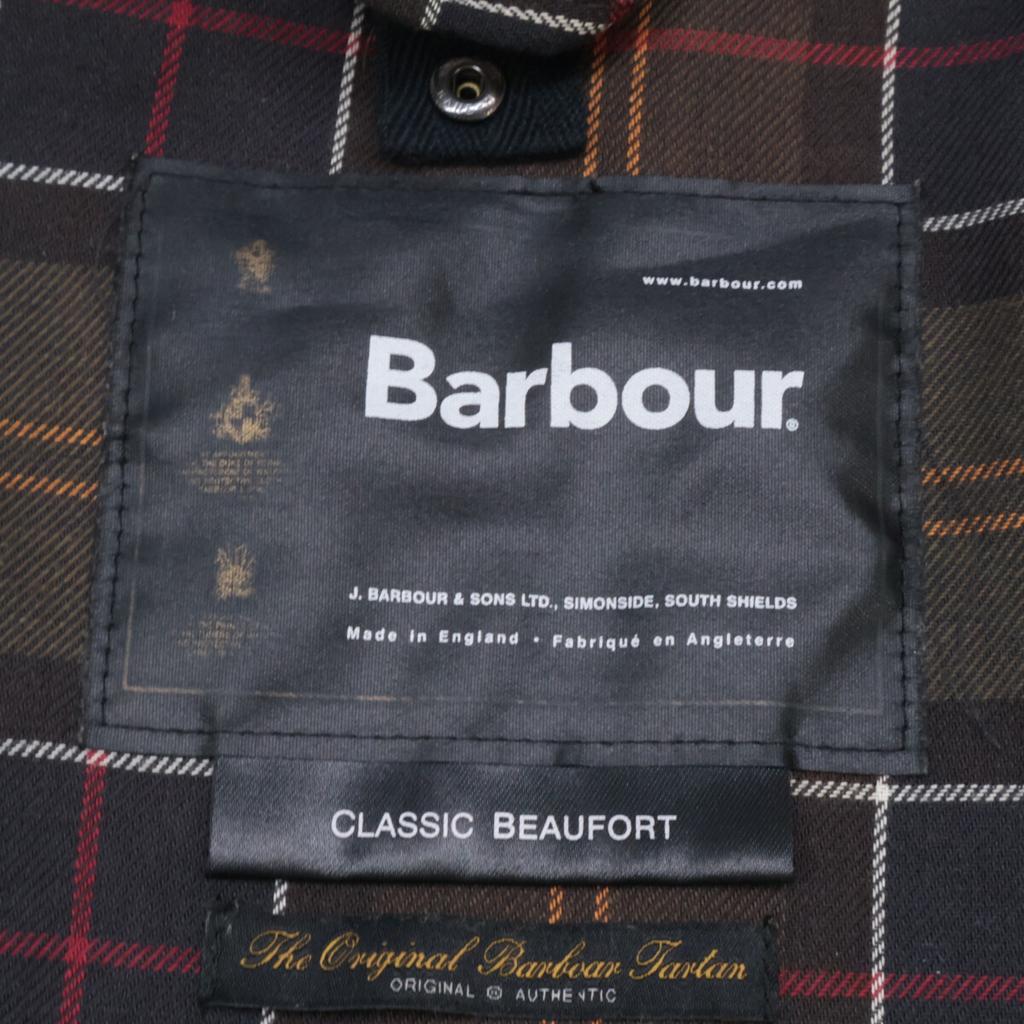 www.barbour.com
Barbour®
J. BARBOUR & SONS LTD., SIMONSIDE, SOUTH SHIELDS
Made in England • Fabriqué en Angleterre
CLASSIC BEAUFORT
The Original Barbour Tartan
ORIGINAL ® AUTHENTIC